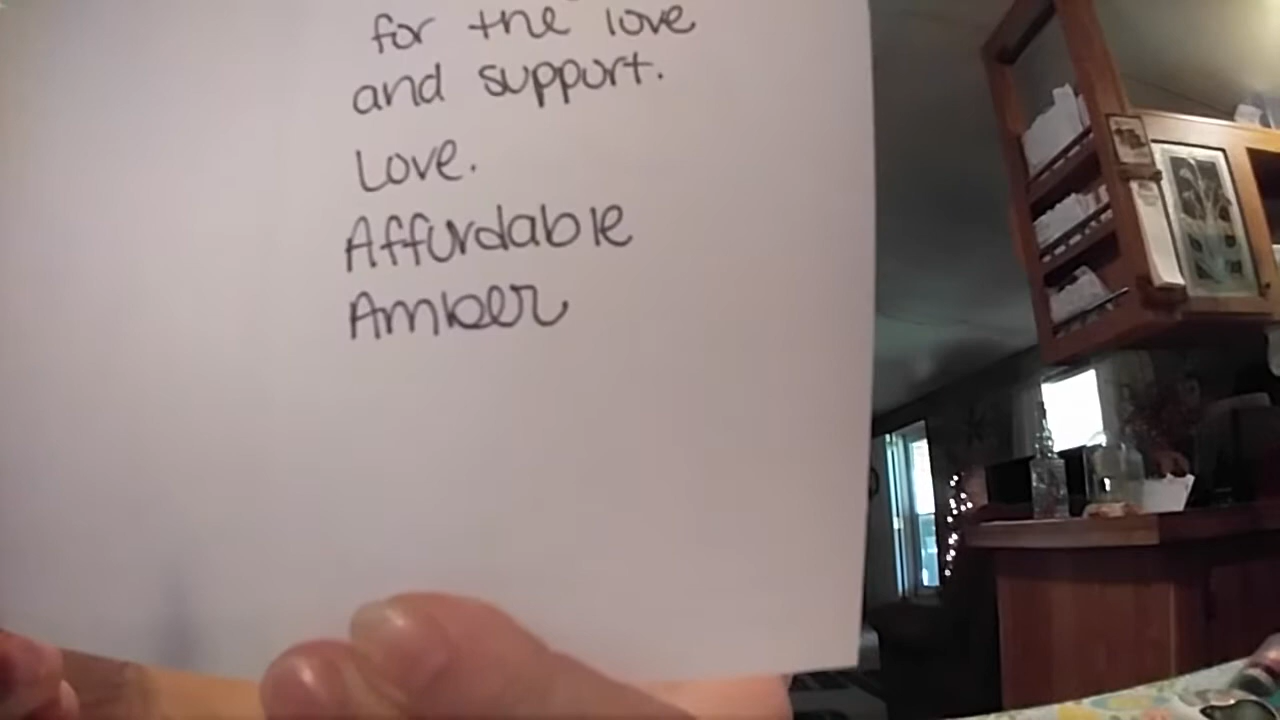 for the love
and support.
Love.
Affordable
Amber